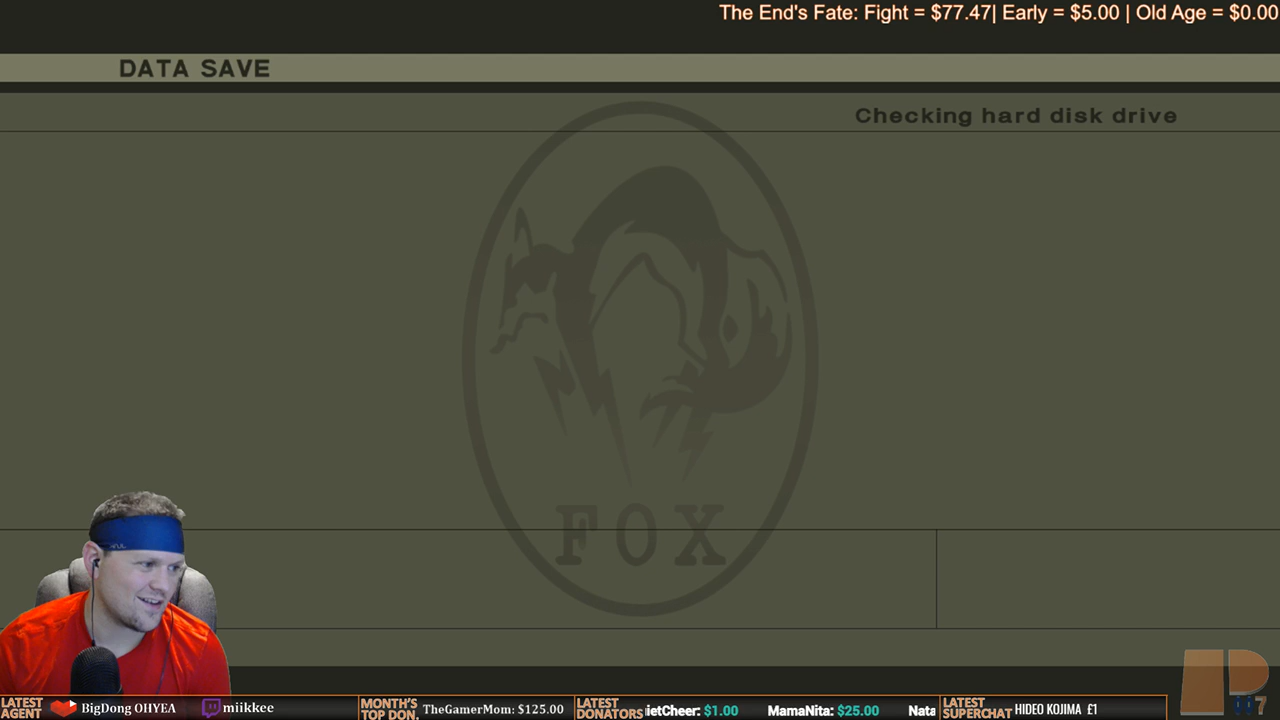 The End's Fate: Fight = $77.47| Early = $5.00 | Old Age = $0.00
DATA SAVE
Checking hard disk drive
FOX
LATEST AGENT BigDong OHYEA miikkee
MONTH'S TOP DON. TheGamerMom: $125.00
LATEST DONATORS ietCheer: $1.00 MamaNita: $25.00 Nata
LATEST SUPERCHAT HIDEO KOJIMA £1